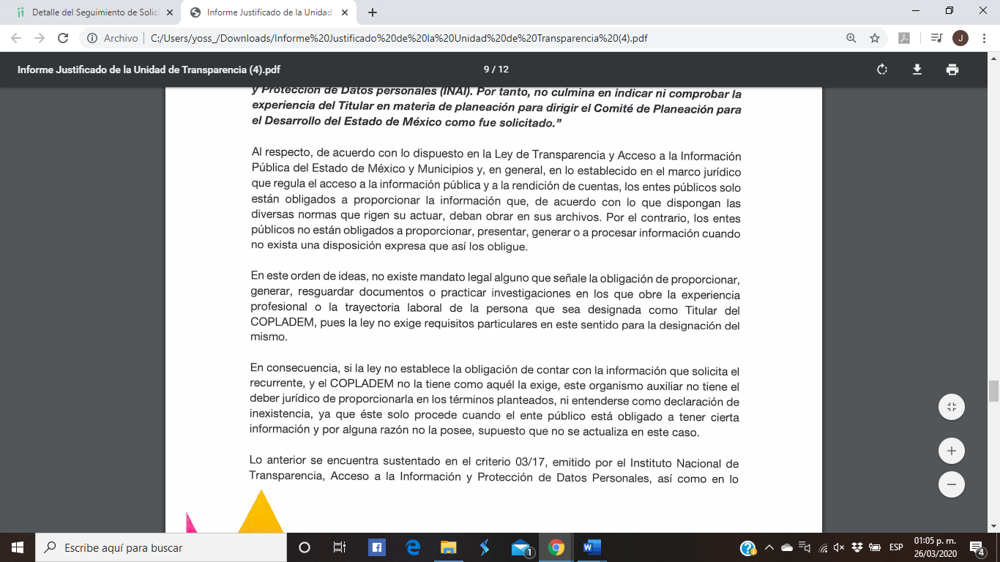 Detalle del Seguimiento de Solici
Informe Justificado de la Unidad
Archivo
C:/Users/yoss_/Downloads/Informe%20Justificado%20de%20la%20Unidad%20de%20Transparencia%20(4).pdf
J
Informe Justificado de la Unidad de Transparencia (4).pdf
9 / 12
y Protección de Datos personales (INAI). Por tanto, no culmina en indicar ni comprobar la
experiencia del Titular en materia de planeación para dirigir el Comité de Planeación para
el Desarrollo del Estado de México como fue solicitado.”
Al respecto, de acuerdo con lo dispuesto en la Ley de Transparencia y Acceso a la Información
Pública del Estado de México y Municipios y, en general, en lo establecido en el marco jurídico
que regula el acceso a la información pública y a la rendición de cuentas, los entes públicos solo
están obligados a proporcionar la información que, de acuerdo con lo que dispongan las
diversas normas que rigen su actuar, deban obrar en sus archivos. Por el contrario, los entes
públicos no están obligados a proporcionar, presentar, generar o a procesar información cuando
no exista una disposición expresa que así los obligue.
En este orden de ideas, no existe mandato legal alguno que señale la obligación de proporcionar,
generar, resguardar documentos o practicar investigaciones en los que obre la experiencia
profesional o la trayectoria laboral de la persona que sea designada como Titular del
COPLADEM, pues la ley no exige requisitos particulares en este sentido para la designación del
mismo.
En consecuencia, si la ley no establece la obligación de contar con la información que solicita el
recurrente, y el COPLADEM no la tiene como aquél la exige, este organismo auxiliar no tiene el
deber jurídico de proporcionarla en los términos planteados, ni entenderse como declaración de
inexistencia, ya que éste solo procede cuando el ente público está obligado a tener cierta
información y por alguna razón no la posee, supuesto que no se actualiza en este caso.
Lo anterior se encuentra sustentado en el criterio 03/17, emitido por el Instituto Nacional de
Transparencia, Acceso a la Información y Protección de Datos Personales, así como en lo
Escribe aquí para buscar
1
ESP
01:05 p. m.
26/03/2020
4